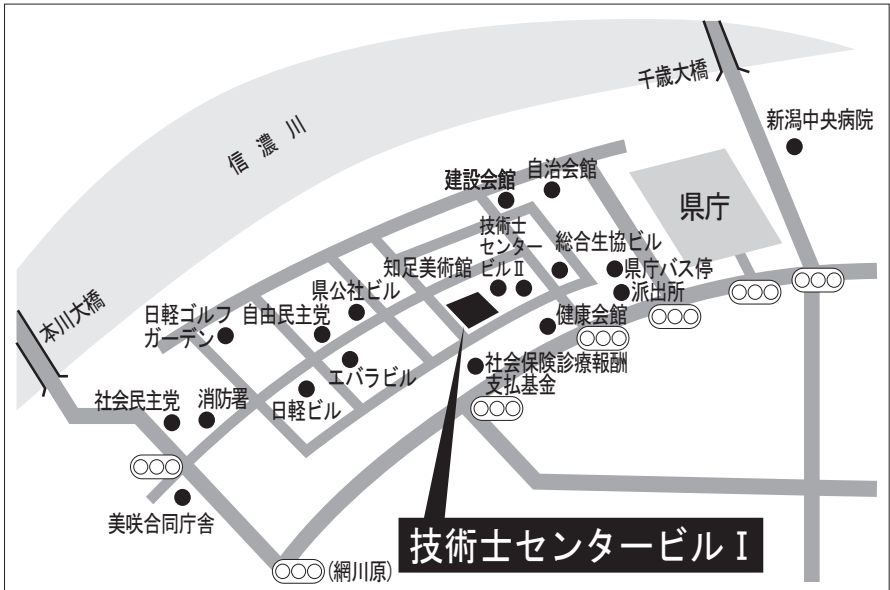 千歳大橋
新潟中央病院
信濃川
建設会館
自治会館
県庁
技術士
センター
ビルⅡ
総合生協ビル
知足美術館
県庁バス停
県公社ビル
派出所
本川大橋
日軽ゴルフ
ガーデン
自由民主党
健康会館
エバラビル
社会保険診療報酬
支払基金
日軽ビル
社会民主党
消防署
美咲合同庁舎
技術士センタービルⅠ
(網川原)